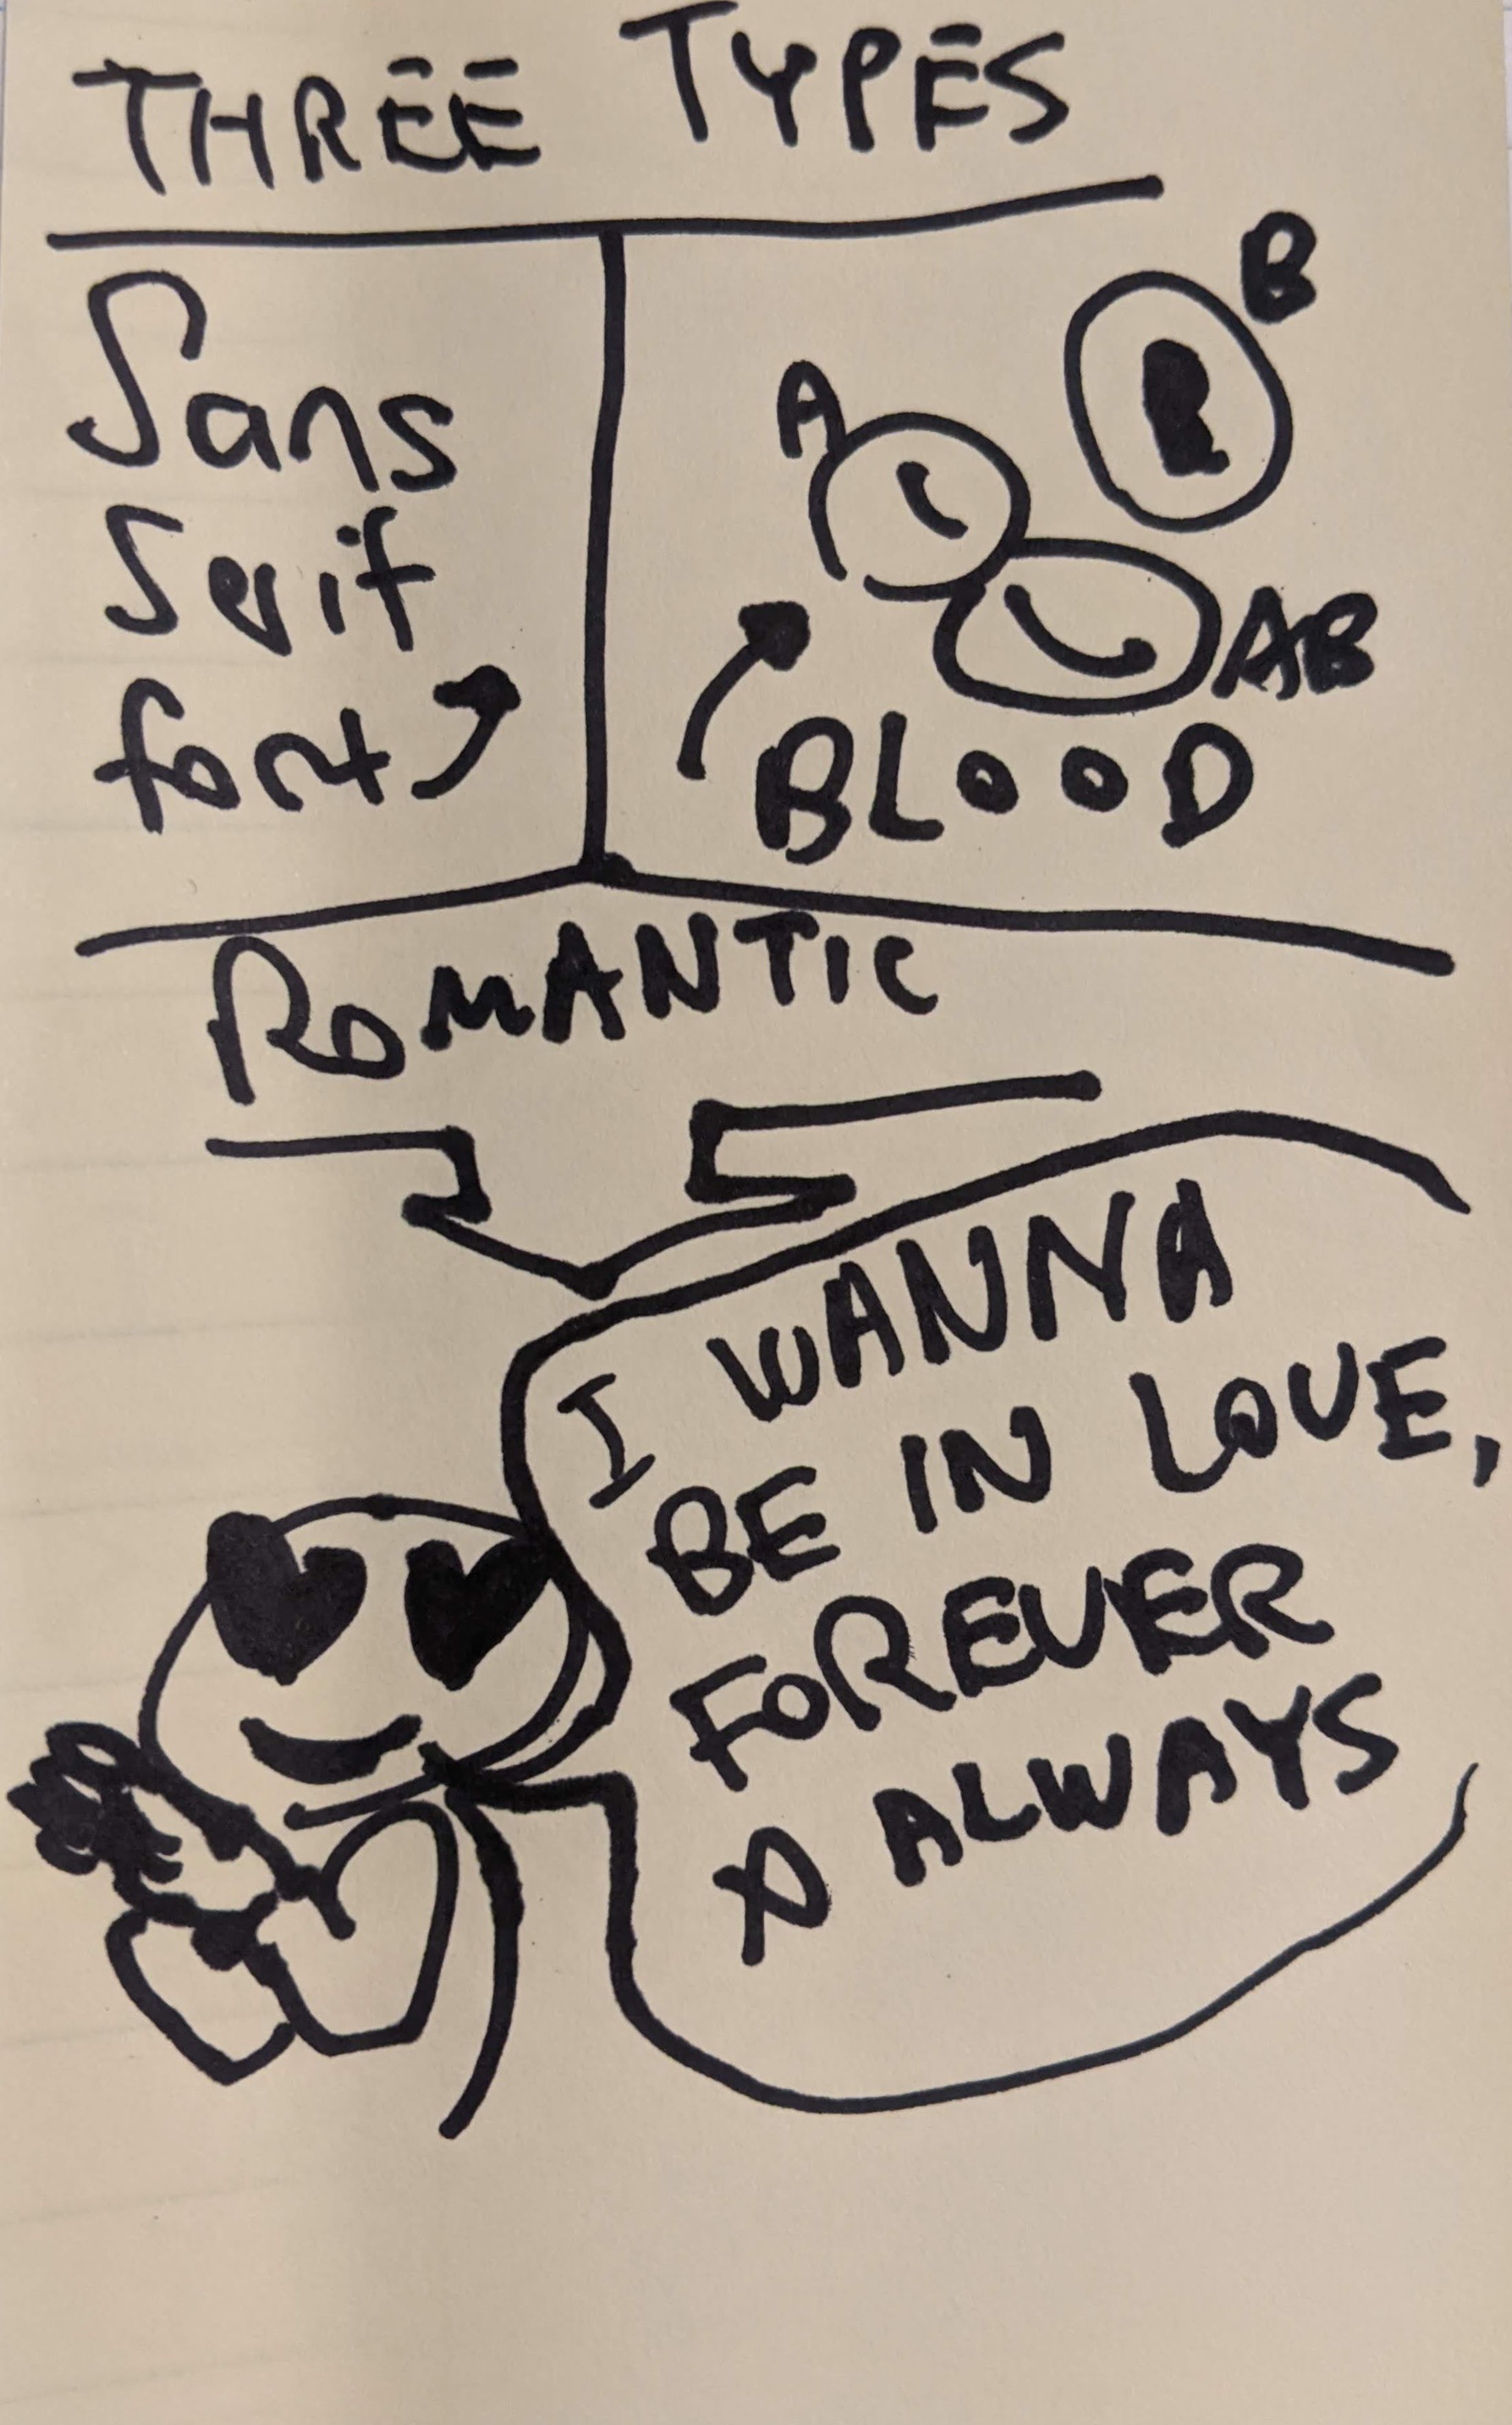 THREE TYPES
Sans
Serif
font
A
B
AB
BLOOD
ROMANTIC
I WANNA
BE IN LOVE,
FOREVER
ALWAYS